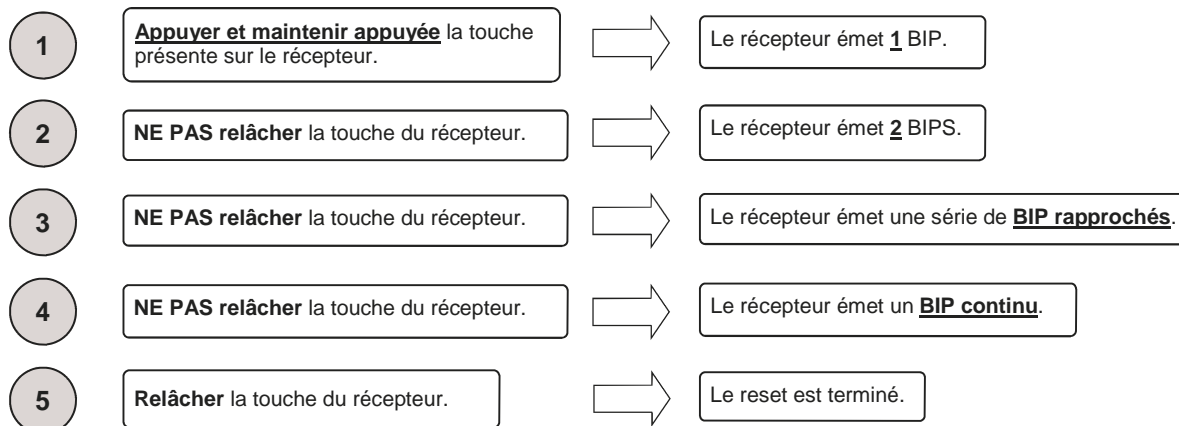 1
Appuyer et maintenir appuyée la touche
présente sur le récepteur.
Le récepteur émet 1 BIP.
2
NE PAS relâcher la touche du récepteur.
Le récepteur émet 2 BIPS.
3
NE PAS relâcher la touche du récepteur.
Le récepteur émet une série de BIP rapprochés.
4
NE PAS relâcher la touche du récepteur.
Le récepteur émet un BIP continu.
5
Relâcher la touche du récepteur.
Le reset est terminé.